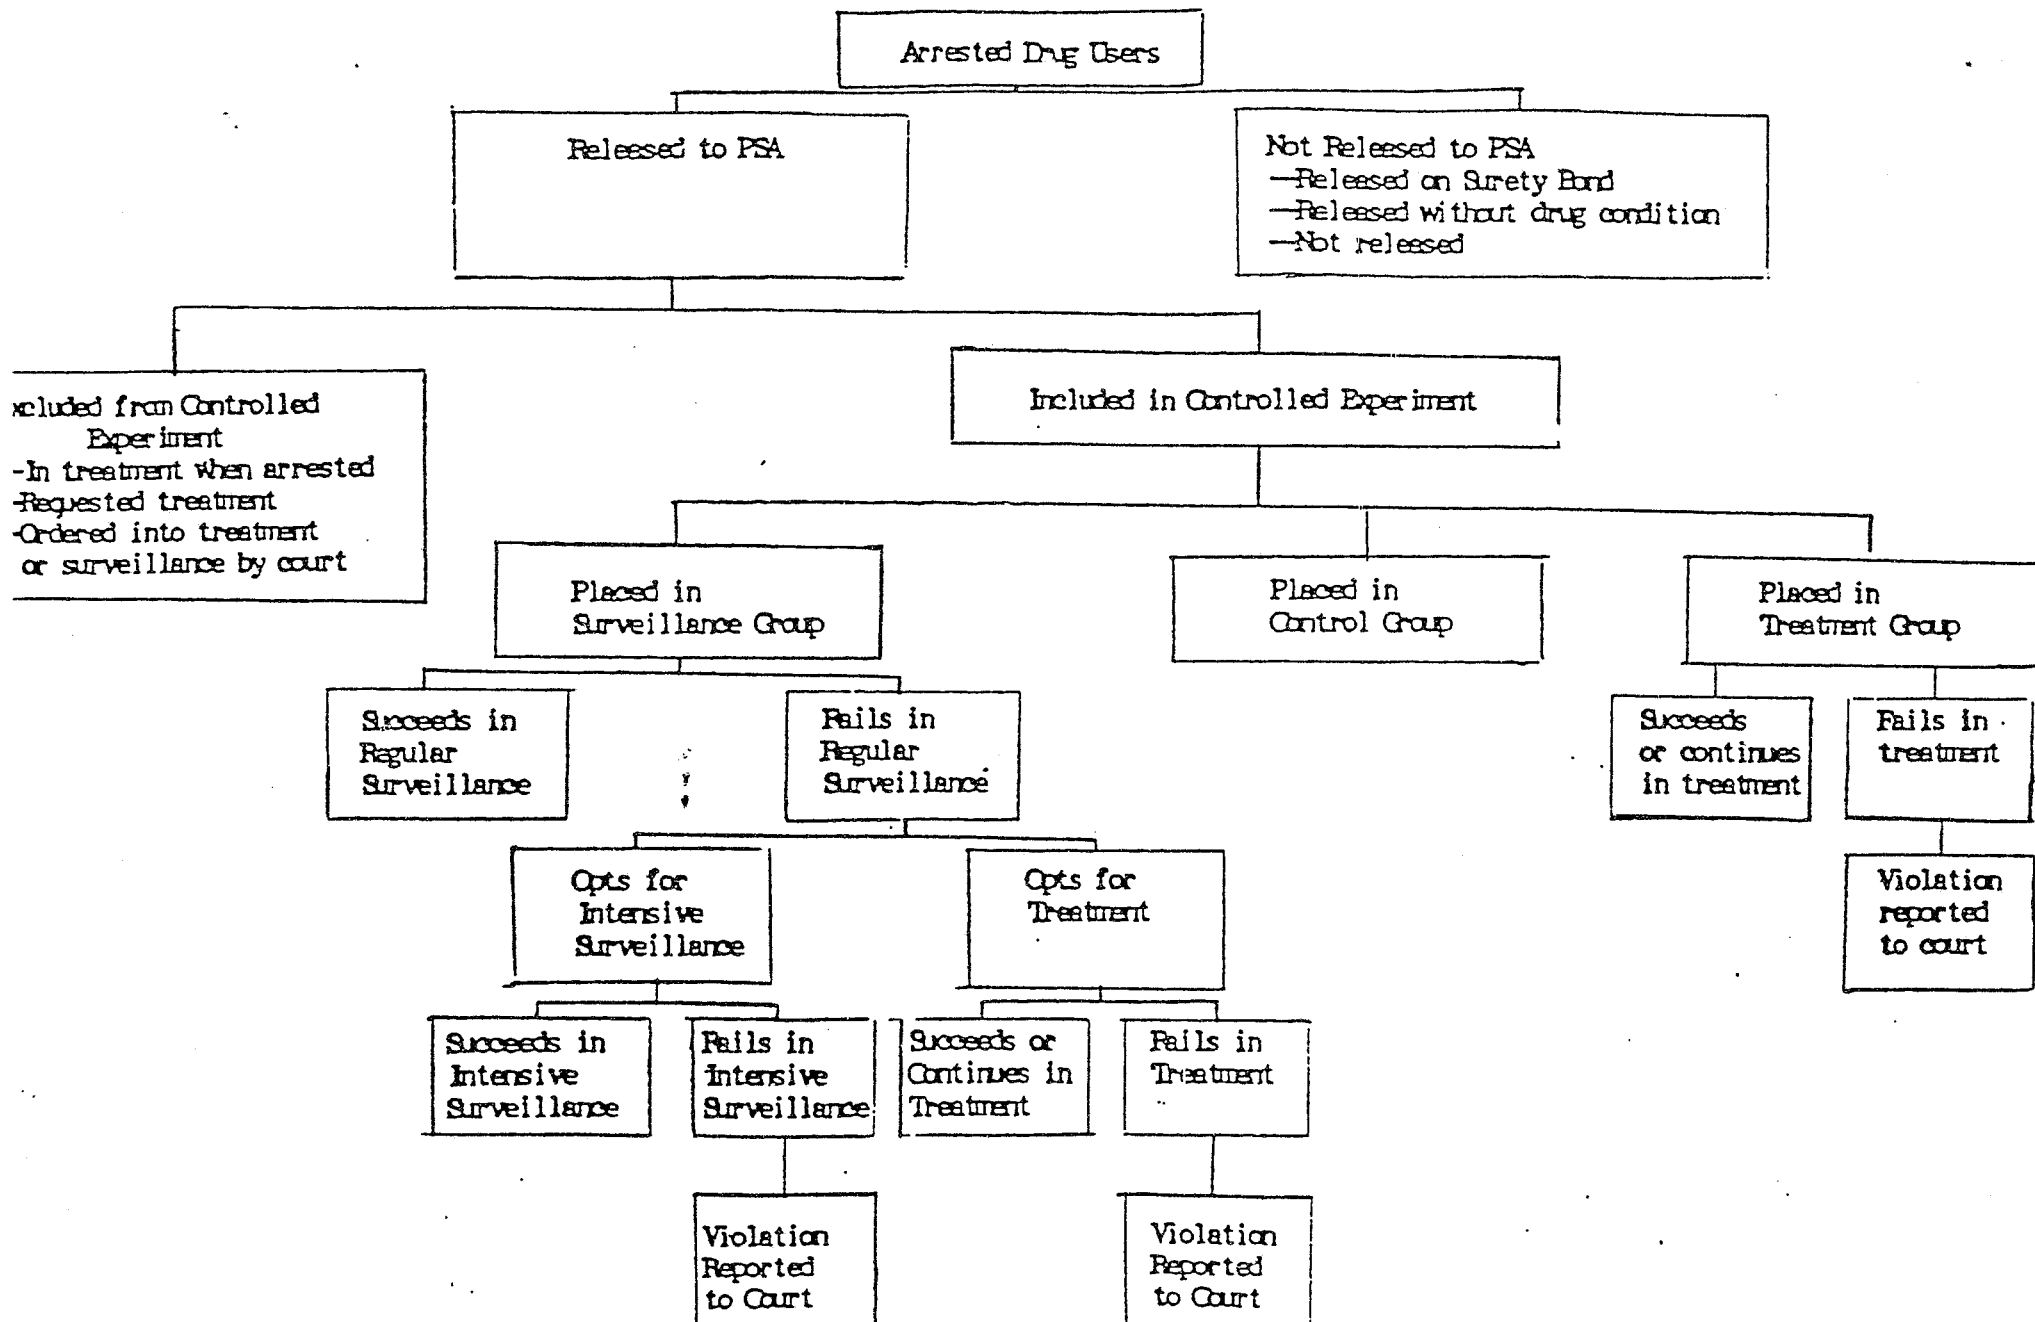 Arrested Drug Users
Released to PSA
Not Released to PSA
—Released on Surety Bond
—Released without drug condition
—Not released
xcluded from Controlled
Experiment
-In treatment when arrested
-Requested treatment
-Ordered into treatment
or surveillance by court
Included in Controlled Experiment
Placed in
Surveillance Group
Placed in
Control Group
Placed in
Treatment Group
Succeeds in
Regular
Surveillance
Fails in
Regular
Surveillance
Succeeds
or continues
in treatment
Fails in
treatment
Opts for
Intensive
Surveillance
Opts for
Treatment
Violation
reported
to court
Succeeds in
Intensive
Surveillance
Fails in
Intensive
Surveillance
Succeeds or
Continues in
Treatment
Fails in
Treatment
Violation
Reported
to Court
Violation
Reported
to Court